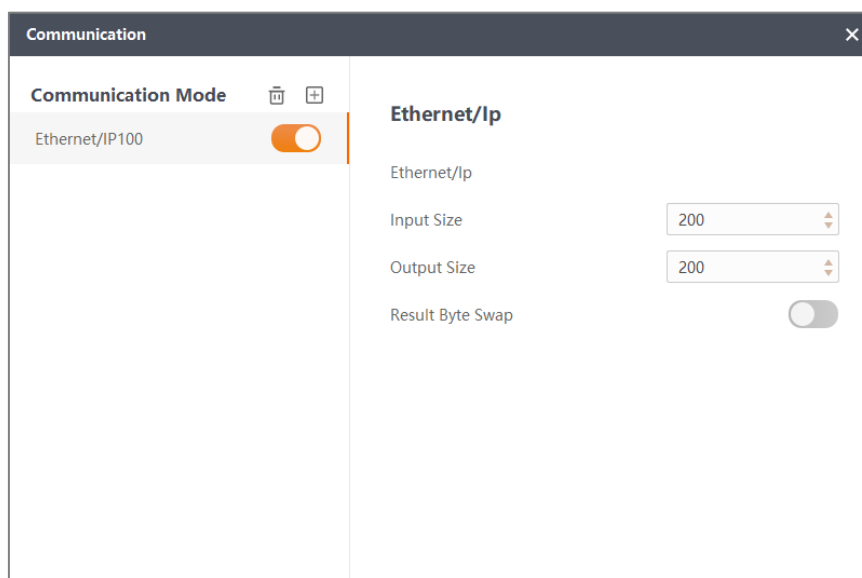 Communication
Communication Mode
Ethernet/IP100
Ethernet/Ip
Ethernet/Ip
Input Size 200
Output Size 200
Result Byte Swap